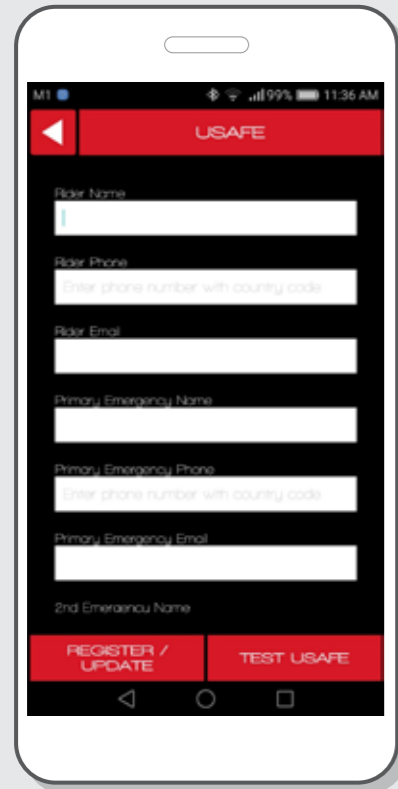 M1 99% 11:36 AM
USAFE
Rider Name
Rider Phone
Enter phone number with country code
Rider Email
Primary Emergency Name
Primary Emergency Phone
Enter phone number with country code
Primary Emergency Email
2nd Emergency Name
REGISTER /
UPDATE
TEST USAFE